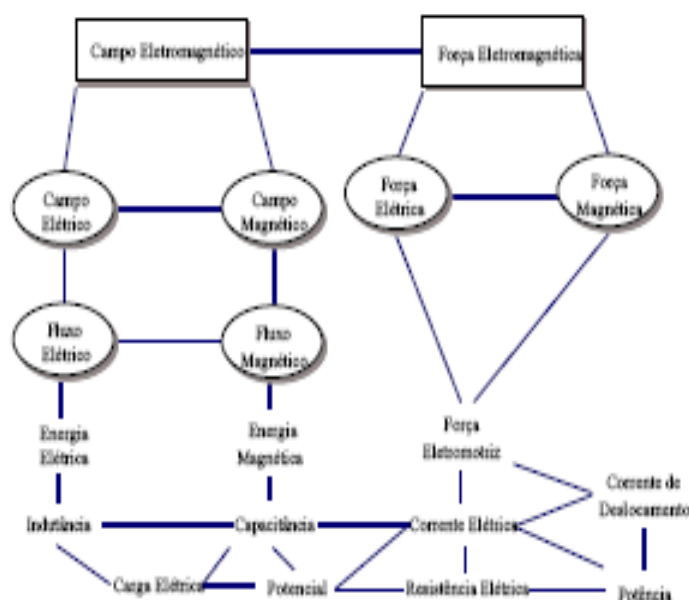 Campo Eletromagnético
Força Eletromagnética
Campo
Elétrico
Campo
Magnético
Força
Elétrica
Força
Magnética
Fluxo
Elétrico
Fluxo
Magnético
Energia
Elétrica
Energia
Magnética
Força
Eletromotriz
Corrente de
Deslocamento
Indutância
Capacitância
Corrente Elétrica
Carga Elétrica
Potencial
Resistência Elétrica
Potência